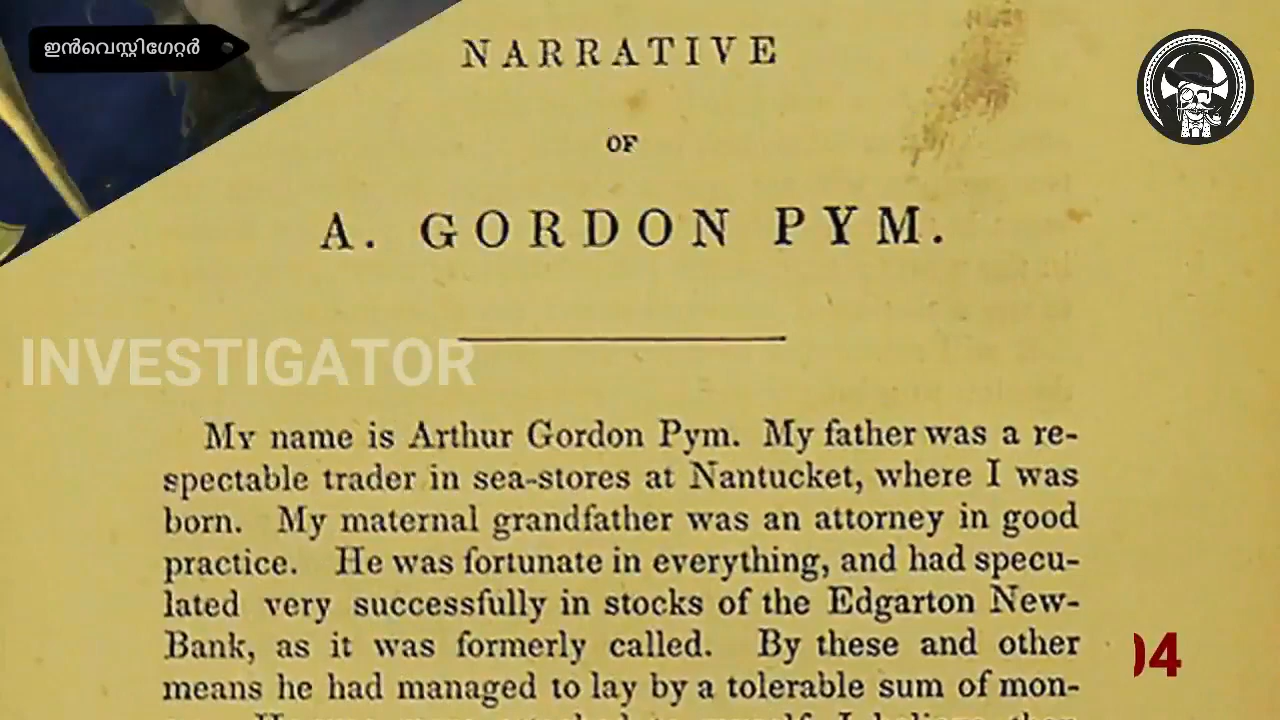 ഇൻവെസ്റ്റിഗേറ്റർ
NARRATIVE
OF
A. GORDON PYM.
INVESTIGATOR
My name is Arthur Gordon Pym. My father was a re-
spectable trader in sea-stores at Nantucket, where I was
born. My maternal grandfather was an attorney in good
practice. He was fortunate in everything, and had specu-
lated very successfully in stocks of the Edgarton New-
Bank, as it was formerly called. By these and other
means he had managed to lay by a tolerable sum of mon-